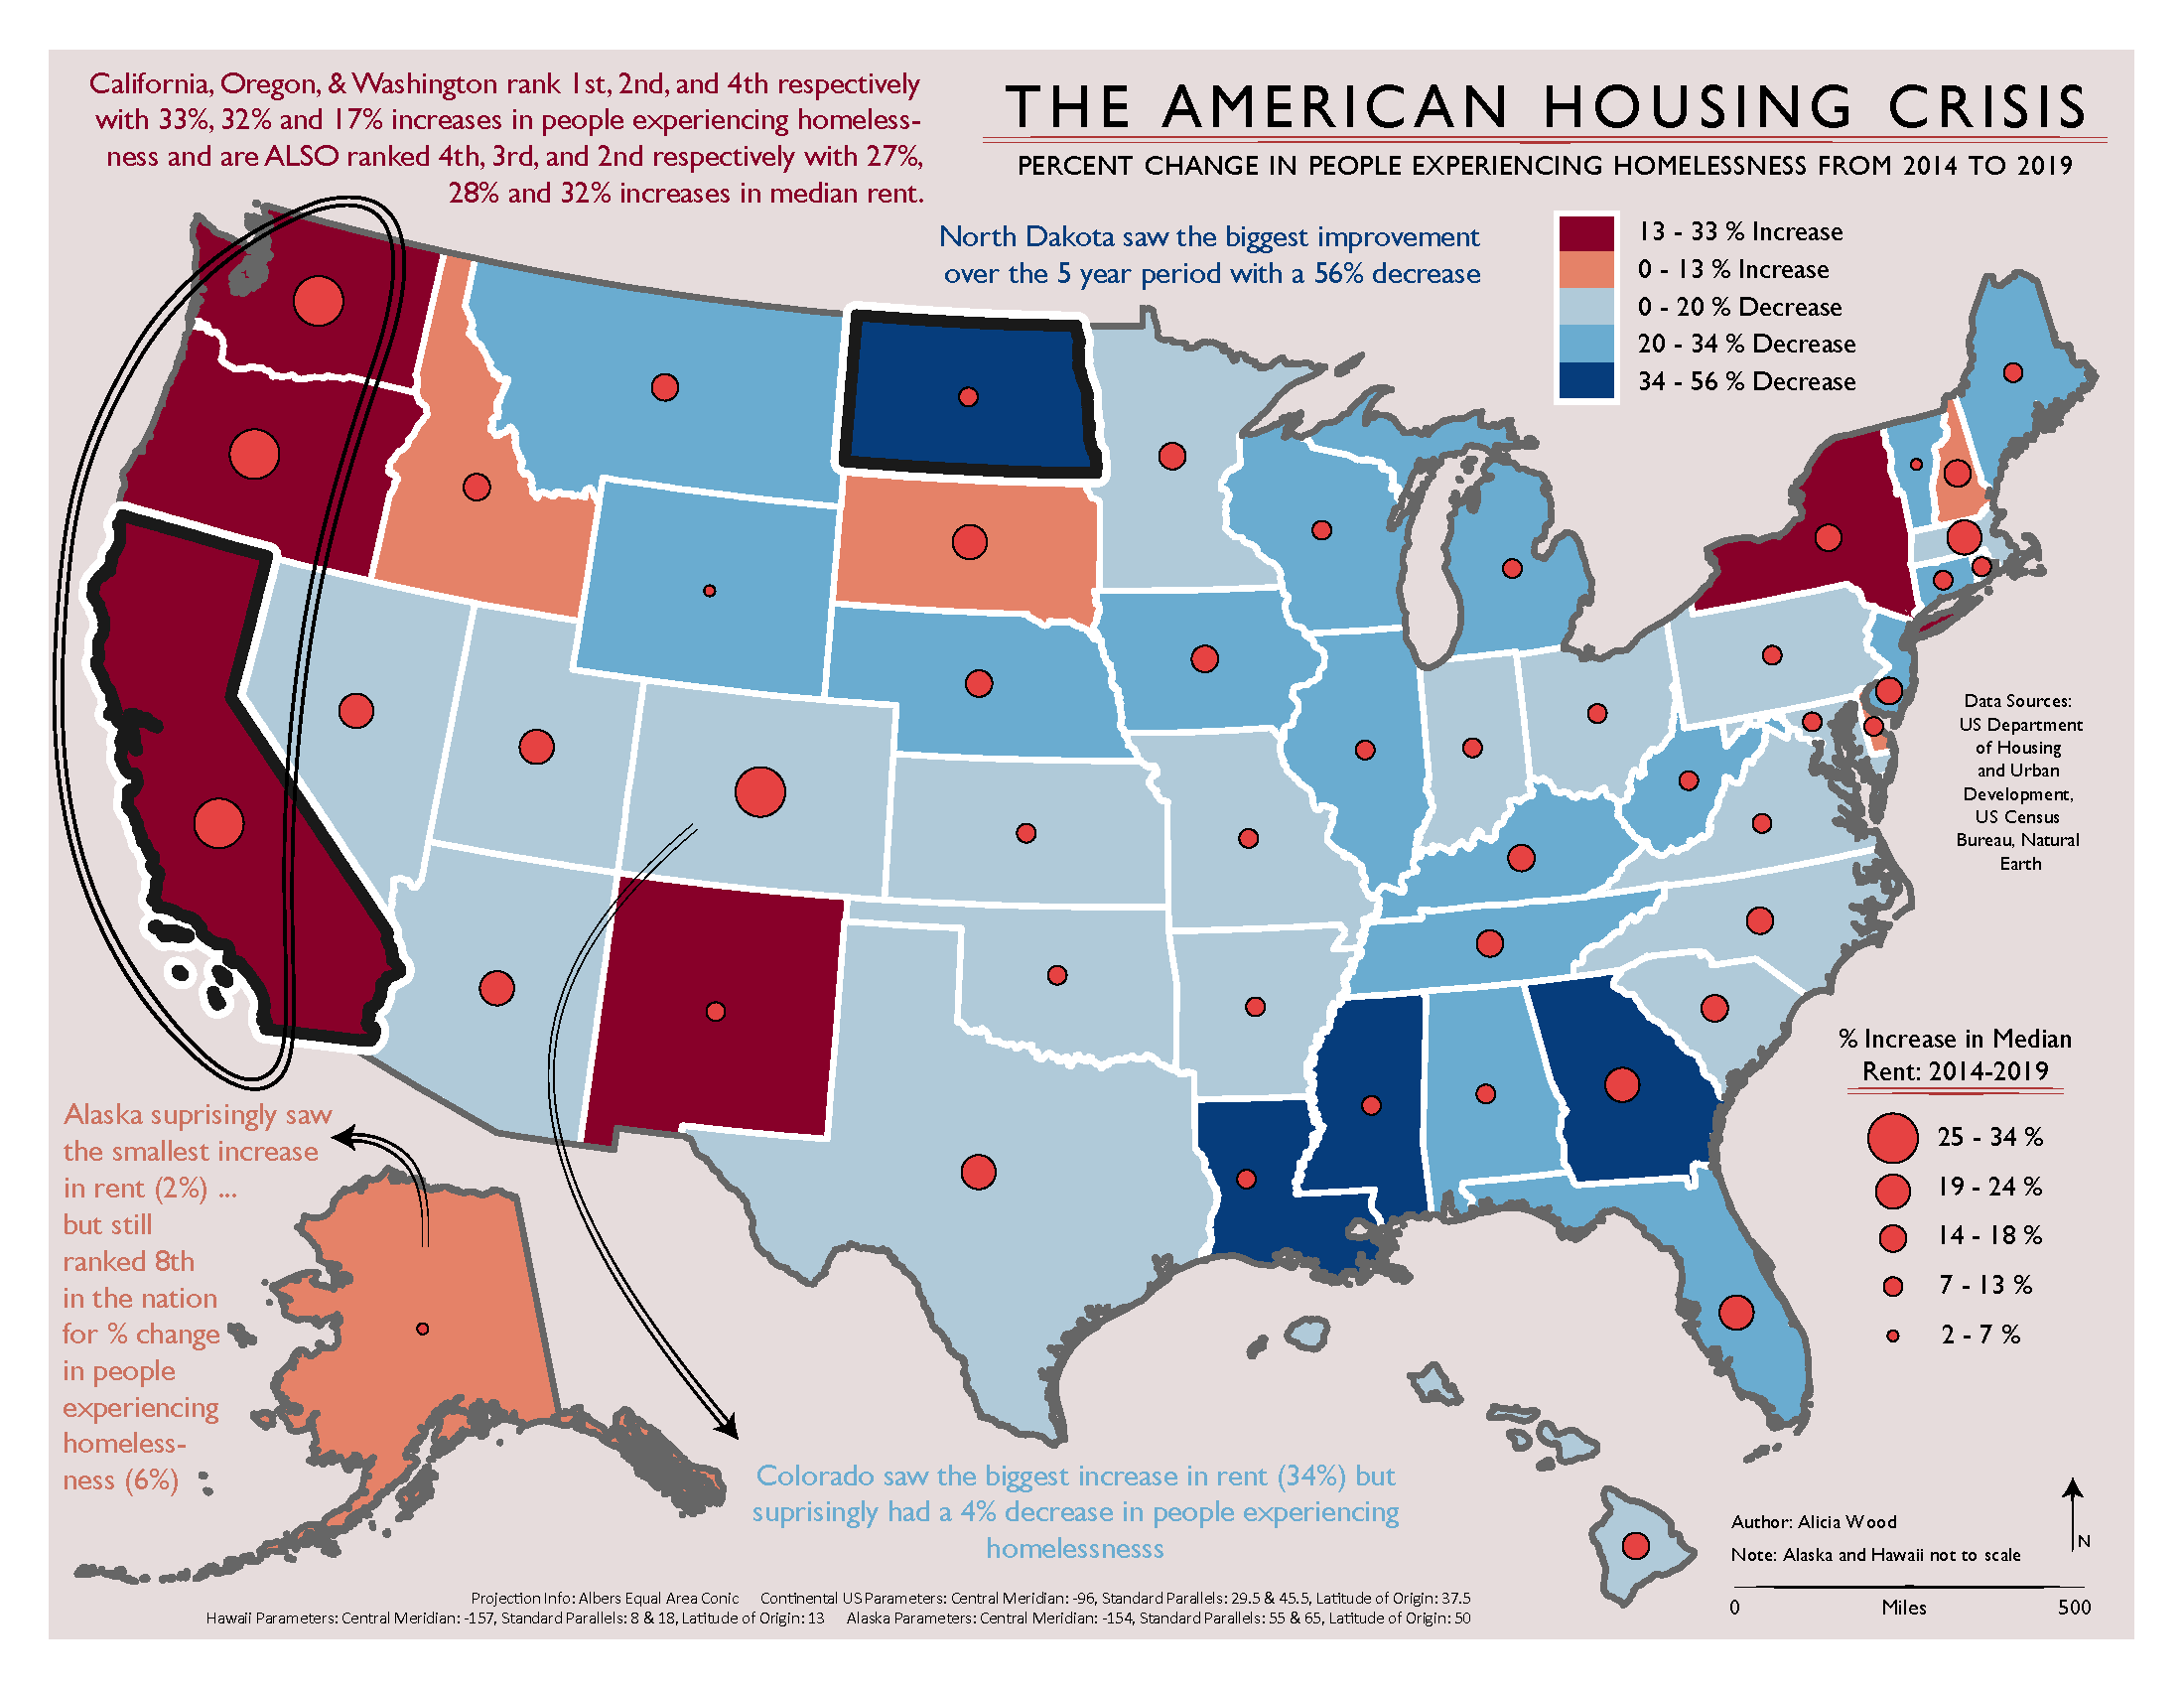 California, Oregon, & Washington rank 1st, 2nd, and 4th respectively
with 33%, 32% and 17% increases in people experiencing homeless-
ness and are ALSO ranked 4th, 3rd, and 2nd respectively with 27%,
28% and 32% increases in median rent.
THE AMERICAN HOUSING CRISIS
PERCENT CHANGE IN PEOPLE EXPERIENCING HOMELESSNESS FROM 2014 TO 2019
North Dakota saw the biggest improvement
over the 5 year period with a 56% decrease
13 - 33 % Increase
0 - 13 % Increase
0 - 20 % Decrease
20 - 34 % Decrease
34 - 56 % Decrease
Data Sources:
US Department
of Housing
and Urban
Development,
US Census
Bureau, Natural
Earth
% Increase in Median
Rent: 2014-2019
25 - 34 %
19 - 24 %
14 - 18 %
7 - 13 %
2 - 7 %
Alaska suprisingly saw
the smallest increase
in rent (2%) ...
but still
ranked 8th
in the nation
for % change
in people
experiencing
homeless-
ness (6%)
Colorado saw the biggest increase in rent (34%) but
suprisingly had a 4% decrease in people experiencing
homelessnesss
Author: Alicia Wood
Note: Alaska and Hawaii not to scale
N
0 Miles 500
Projection Info: Albers Equal Area Conic Continental US Parameters: Central Meridian: -96, Standard Parallels: 29.5 & 45.5, Latitude of Origin: 37.5
Hawaii Parameters: Central Meridian: -157, Standard Parallels: 8 & 18, Latitude of Origin: 13 Alaska Parameters: Central Meridian: -154, Standard Parallels: 55 & 65, Latitude of Origin: 50